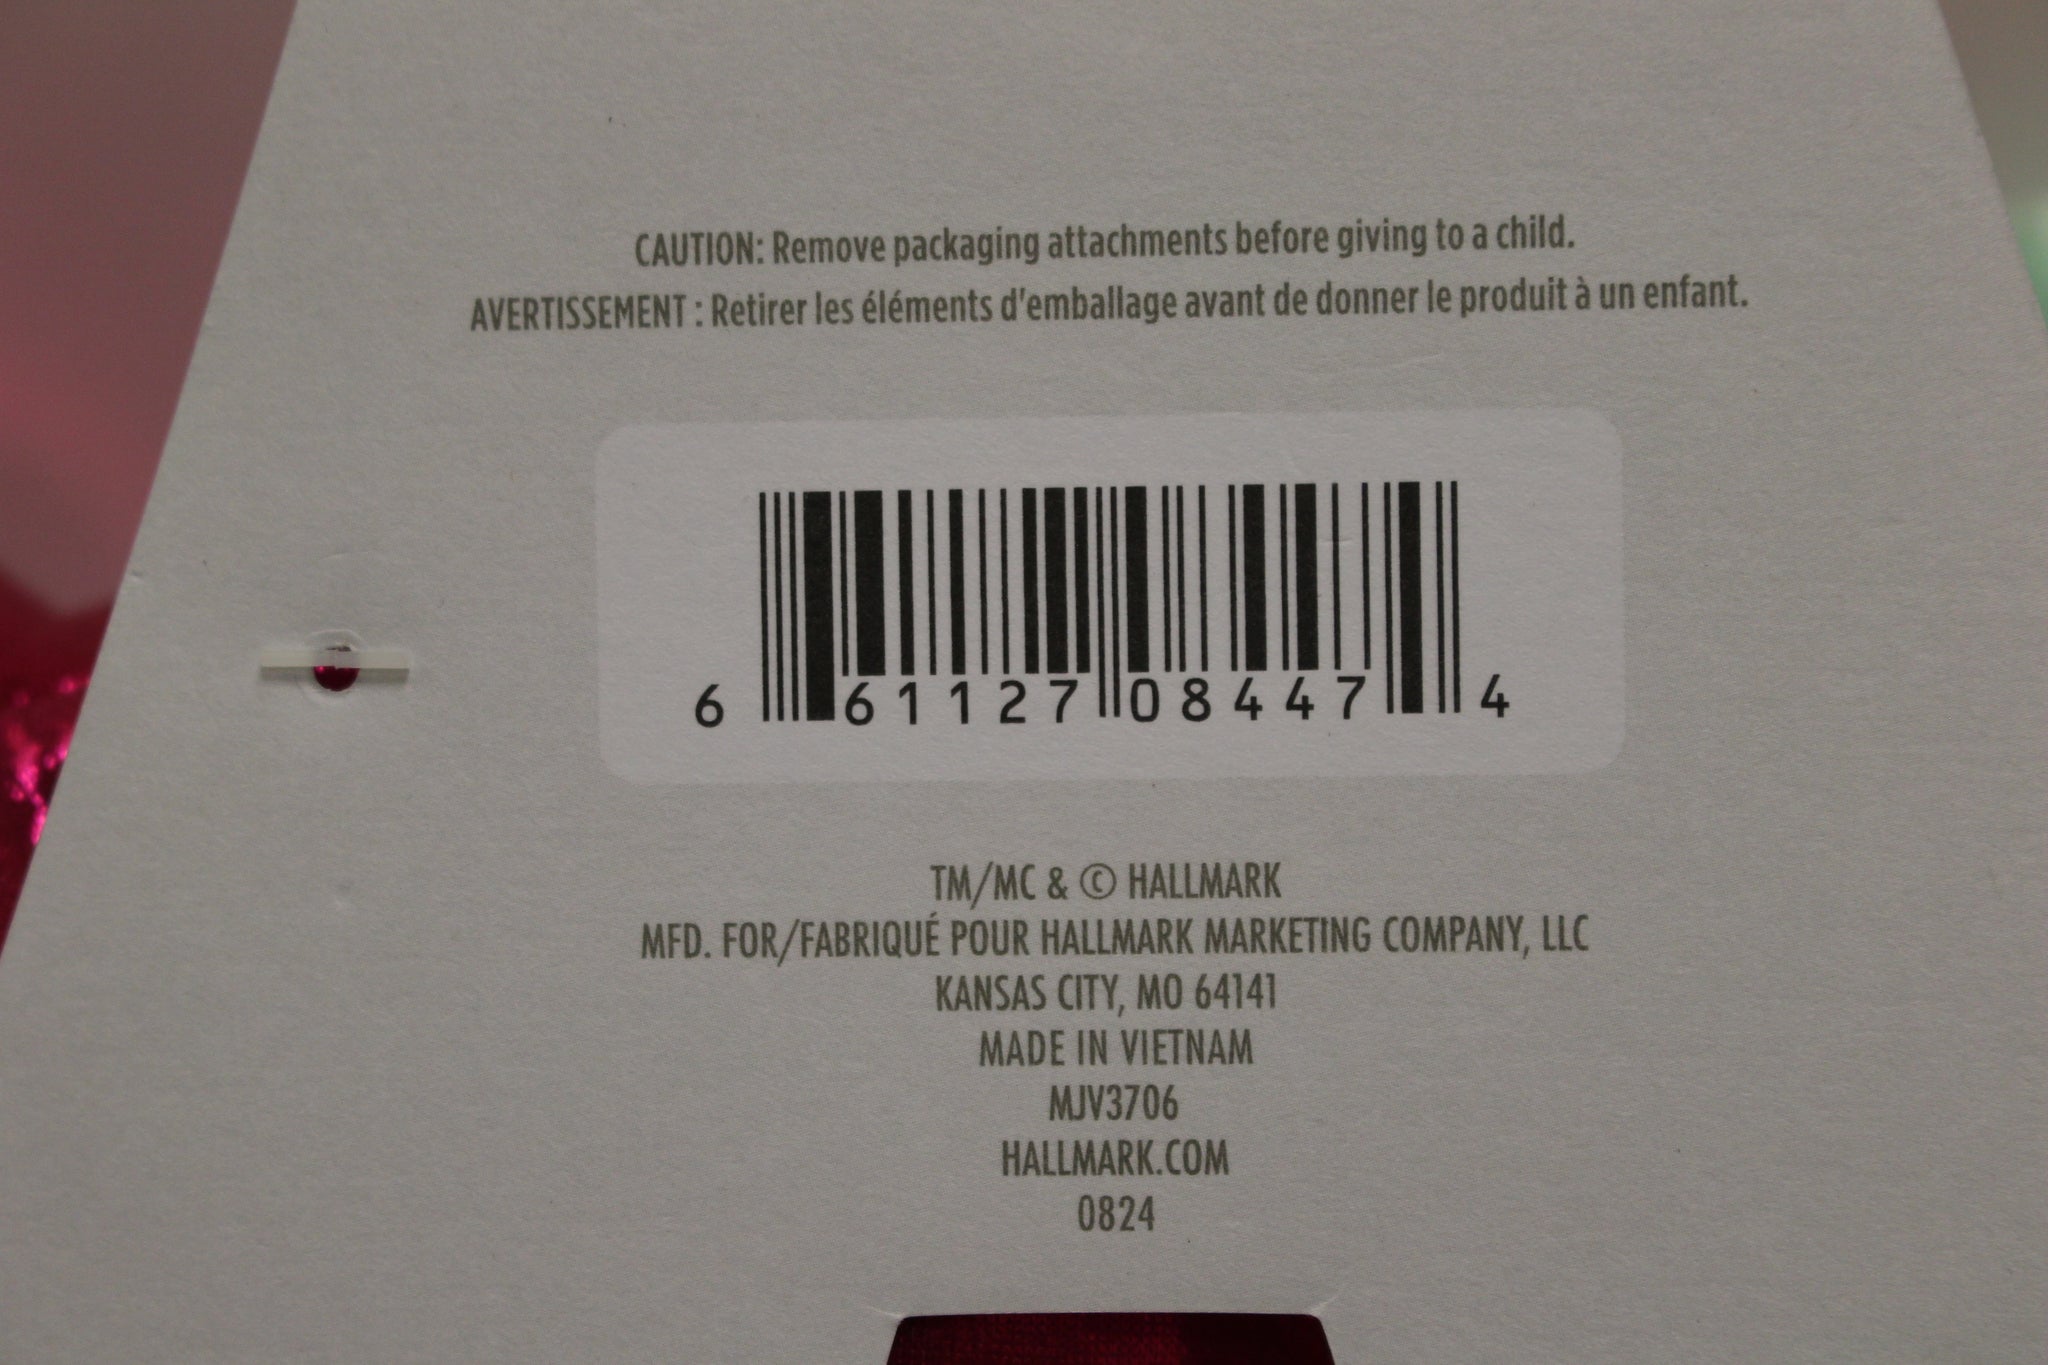 CAUTION: Remove packaging attachments before giving to a child.
AVERTISSEMENT : Retirer les éléments d'emballage avant de donner le produit à un enfant.
6 61127 08447 4
TM/MC & © HALLMARK
MFD. FOR/FABRIQUÉ POUR HALLMARK MARKETING COMPANY, LLC
KANSAS CITY, MO 64141
MADE IN VIETNAM
MJV3706
HALLMARK.COM
0824